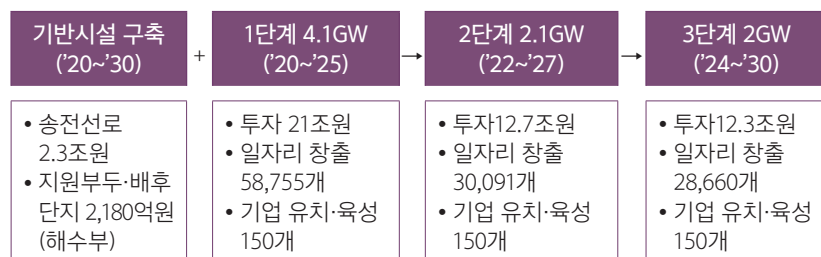 기반시설 구축
('20~'30)
+
1단계 4.1GW
('20~'25)
→
2단계 2.1GW
('22~'27)
→
3단계 2GW
('24~'30)
• 송전선로
2.3조원
• 지원부두·배후
단지 2,180억원
(해수부)
• 투자 21조원
• 일자리 창출
58,755개
• 기업 유치·육성
150개
• 투자12.7조원
• 일자리 창출
30,091개
• 기업 유치·육성
150개
• 투자12.3조원
• 일자리 창출
28,660개
• 기업 유치·육성
150개